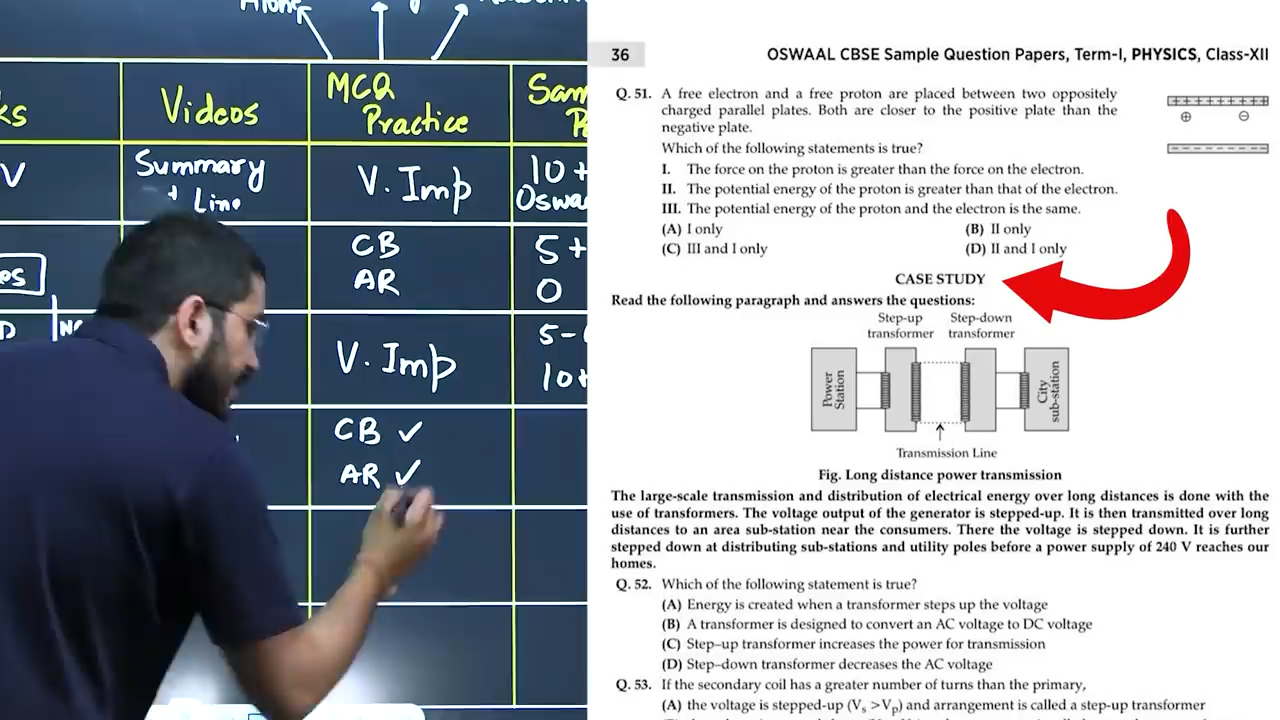 Alone
Videos
MCQ
Practice
Summary
Line
V. Imp
10+
Oswaa
CB
AR
5+
0
V. Imp
5-
10+
CB ✓
AR ✓
V
D
36
OSWAAL CBSE Sample Question Papers, Term-I, PHYSICS, Class-XII
Q. 51. A free electron and a free proton are placed between two oppositely
charged parallel plates. Both are closer to the positive plate than the
negative plate.
Which of the following statements is true?
I. The force on the proton is greater than the force on the electron.
II. The potential energy of the proton is greater than that of the electron.
III. The potential energy of the proton and the electron is the same.
(A) I only (B) II only
(C) III and I only (D) II and I only
CASE STUDY
Read the following paragraph and answers the questions:
Step-up Step-down
transformer transformer
Power
Station
City
sub-station
Transmission Line
Fig. Long distance power transmission
The large-scale transmission and distribution of electrical energy over long distances is done with the
use of transformers. The voltage output of the generator is stepped-up. It is then transmitted over long
distances to an area sub-station near the consumers. There the voltage is stepped down. It is further
stepped down at distributing sub-stations and utility poles before a power supply of 240 V reaches our
homes.
Q. 52. Which of the following statement is true?
(A) Energy is created when a transformer steps up the voltage
(B) A transformer is designed to convert an AC voltage to DC voltage
(C) Step–up transformer increases the power for transmission
(D) Step–down transformer decreases the AC voltage
Q. 53. If the secondary coil has a greater number of turns than the primary,
(A) the voltage is stepped-up (Vs >Vp) and arrangement is called a step-up transformer